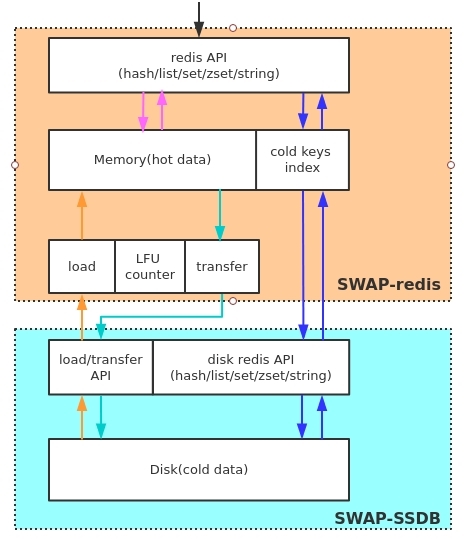 redis API
(hash/list/set/zset/string)
Memory(hot data)
cold keys
index
load
LFU
counter
transfer
SWAP-redis
load/transfer
API
disk redis API
(hash/list/set/zset/string)
Disk(cold data)
SWAP-SSDB